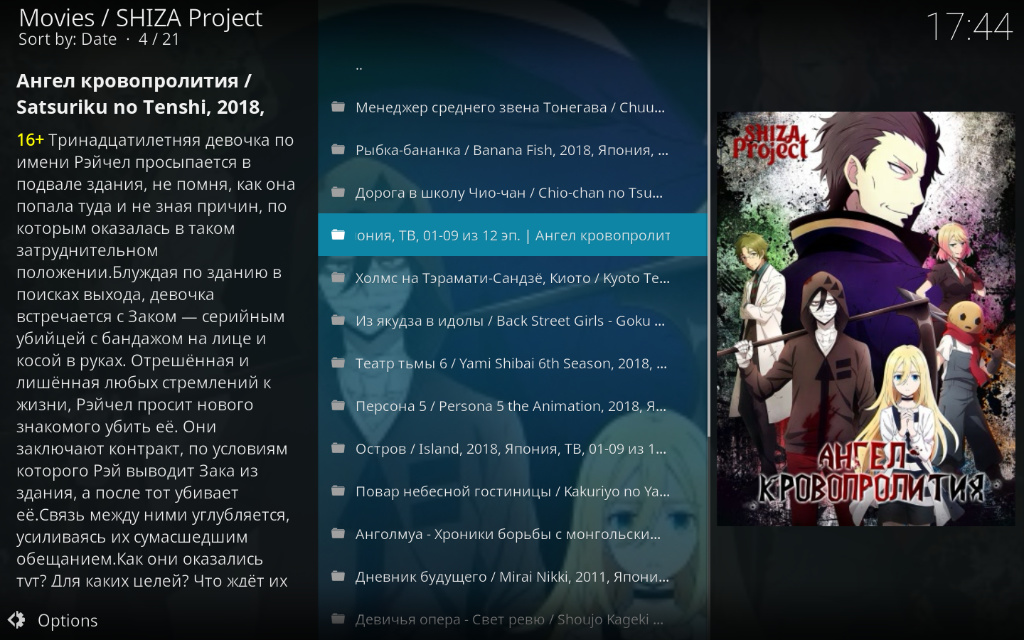 Movies / SHIZA Project
Sort by: Date · 4 / 21
17:44
Ангел кровопролития /
Satsuriku no Tenshi, 2018,
16+ Тринадцатилетняя девочка по
имени Рэйчел просыпается в
подвале здания, не помня, как она
попала туда и не зная причин, по
которым оказалась в таком
затруднительном
положении.Блуждая по зданию в
поисках выхода, девочка
встречается с Заком — серийным
убийцей с бандажом на лице и
косой в руках. Отрешённая и
лишённая любых стремлений к
жизни, Рэйчел просит нового
знакомого убить её. Они
заключают контракт, по условиям
которого Рэй выводит Зака из
здания, а после тот убивает
её.Связь между ними углубляется,
усиливаясь их сумасшедшим
обещанием.Как они оказались
тут? Для каких целей? Что ждёт их
Options
..
Менеджер среднего звена Тонегава / Chuu...
Рыбка-бананка / Banana Fish, 2018, Япония, ...
Дорога в школу Чио-чан / Chio-chan no Tsu...
ония, ТВ, 01-09 из 12 эп. | Ангел кровопролит
Холмс на Тэрамати-Сандзё, Киото / Kyoto Te...
Из якудза в идолы / Back Street Girls - Goku ...
Театр тьмы 6 / Yami Shibai 6th Season, 2018, ...
Персона 5 / Persona 5 the Animation, 2018, Я...
Остров / Island, 2018, Япония, ТВ, 01-09 из 1...
Повар небесной гостиницы / Kakuriyo no Ya...
Анголмуа - Хроники борьбы с монгольски...
Дневник будущего / Mirai Nikki, 2011, Япони...
Девичья опера - Свет ревю / Shoujo Kageki ...
SHIZA
Project
АНГЕЛ
КРОВОПРОЛИТИЯ